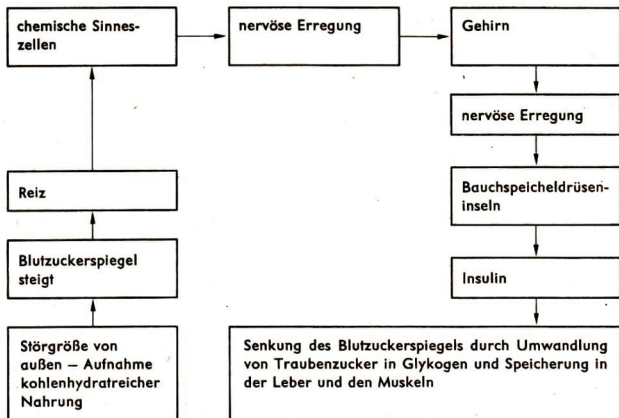 chemische Sinnes-
zellen
nervöse Erregung
Gehirn
nervöse Erregung
Bauchspeicheldrüsen-
inseln
Insulin
Reiz
Blutzuckerspiegel
steigt
Störgröße von
außen — Aufnahme
kohlenhydratreicher
Nahrung
Senkung des Blutzuckerspiegels durch Umwandlung
von Traubenzucker in Glykogen und Speicherung in
der Leber und den Muskeln